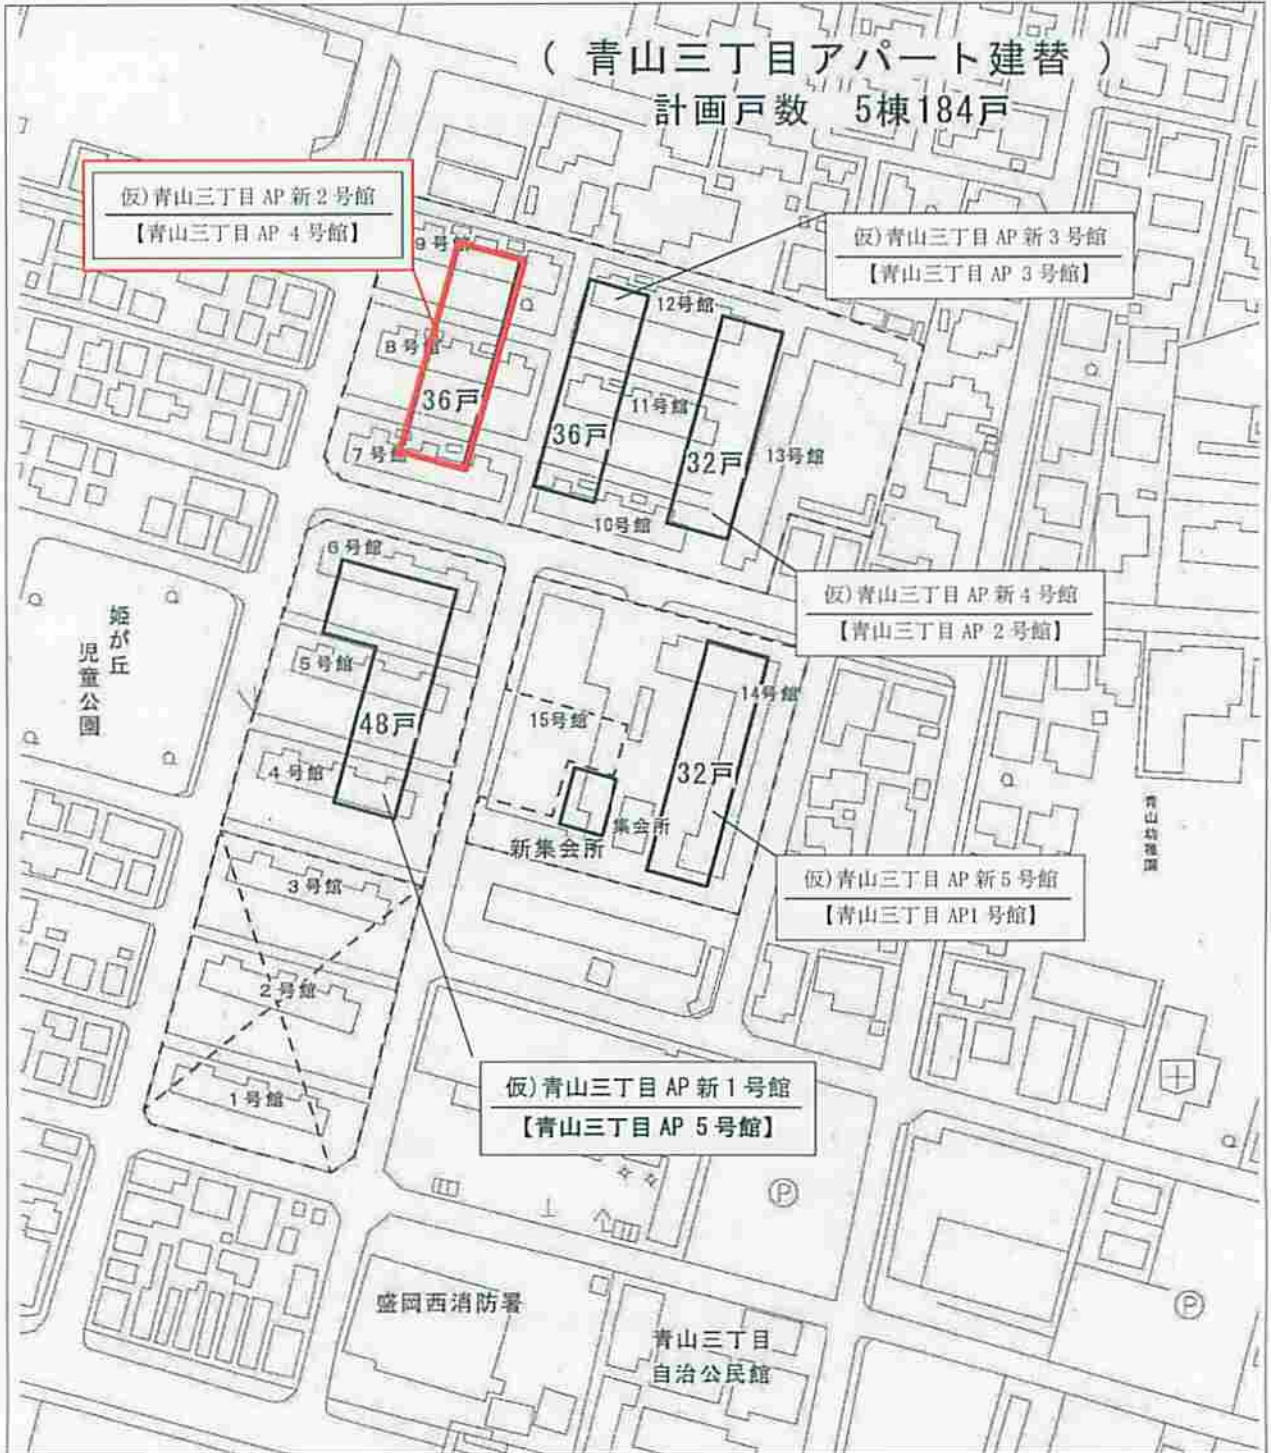 ( 青山三丁目アパート建替 )
計画戸数 5棟184戸
仮)青山三丁目 AP 新2号館
【青山三丁目 AP 4号館】
仮)青山三丁目 AP 新3号館
【青山三丁目 AP 3号館】
9号館
12号館
8号館
36戸
11号館
36戸
7号館
32戸
13号館
10号館
6号館
仮)青山三丁目 AP 新4号館
【青山三丁目 AP 2号館】
姫が丘
児童公園
5号館
14号館
15号館
48戸
4号館
32戸
集会所
新集会所
青山幼稚園
3号館
仮)青山三丁目 AP 新5号館
【青山三丁目 AP1号館】
2号館
1号館
仮)青山三丁目 AP 新1号館
【青山三丁目 AP 5号館】
P
P
盛岡西消防署
青山三丁目
自治公民館